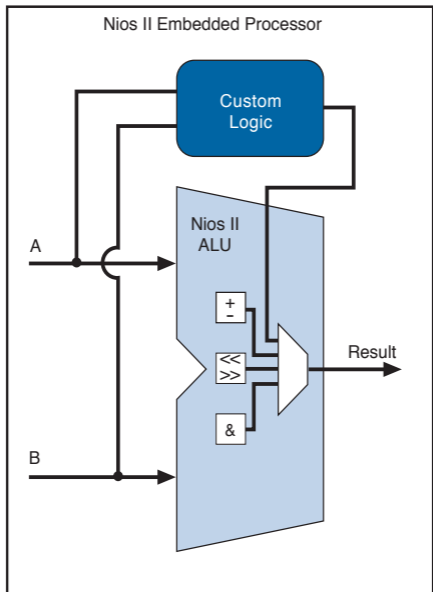 Nios II Embedded Processor
Custom
Logic
Nios II
ALU
A
+
-
<<
>>
Result
&
B